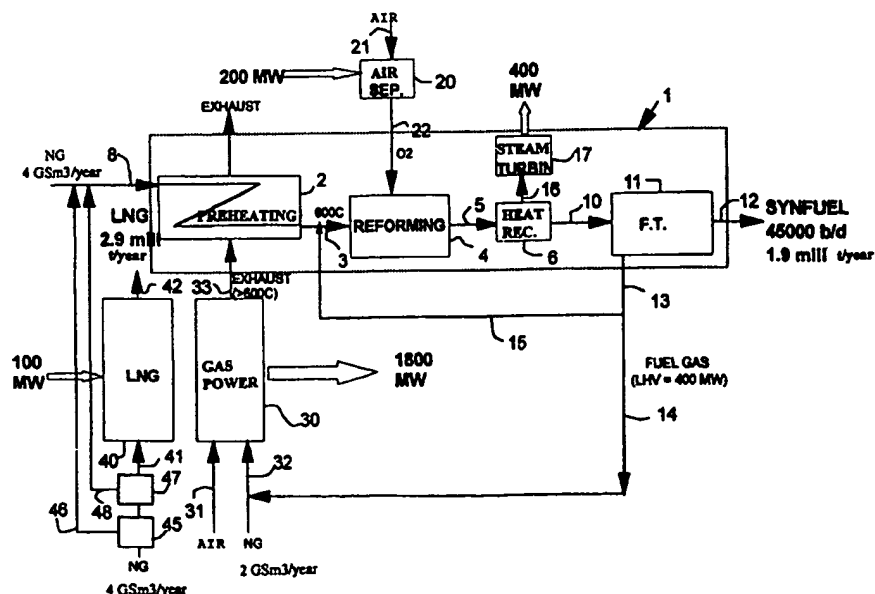 AIR
21
200 MW
AIR
SEP.
20
400
MW
1
EXHAUST
22
O2
NG
4 GSm3/year
8
2
STEAM
TURBIN
17
11
12
PREHEATING
600C
REFORMING
5
16
HEAT
REC.
10
F.T.
SYNFUEL
45000 b/d
1.9 mill t/year
LNG
2.9 m
t/year
3
4
6
42
33
EXHAUST
(>600C)
13
15
100
MW
LNG
GAS
POWER
1800
MW
30
FUEL GAS
(LHV = 400 MW)
14
40
41
32
46
48
47
45
31
AIR
NG
2 GSm3/year
NG
4 GSm3/year